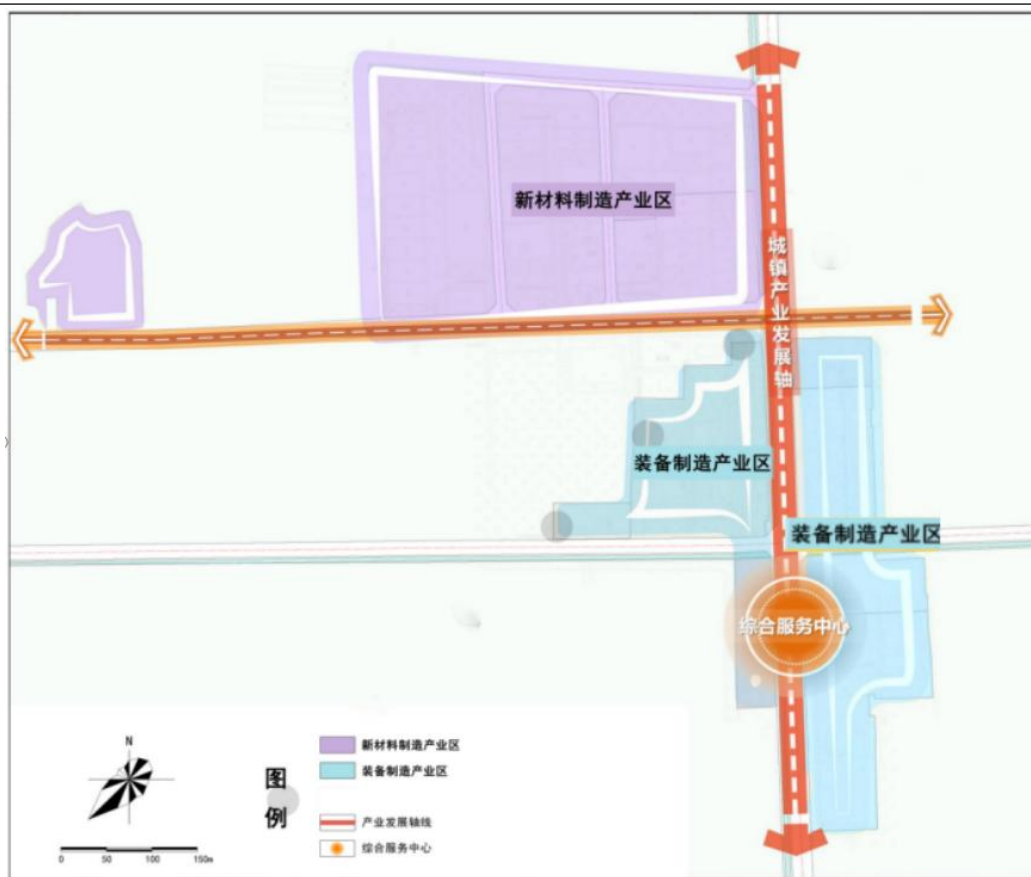 新材料制造产业区
城镇产业发展轴
装备制造产业区
装备制造产业区
综合服务中心
N
图例
新材料制造产业区
装备制造产业区
产业发展轴线
综合服务中心
0 50 100 150m